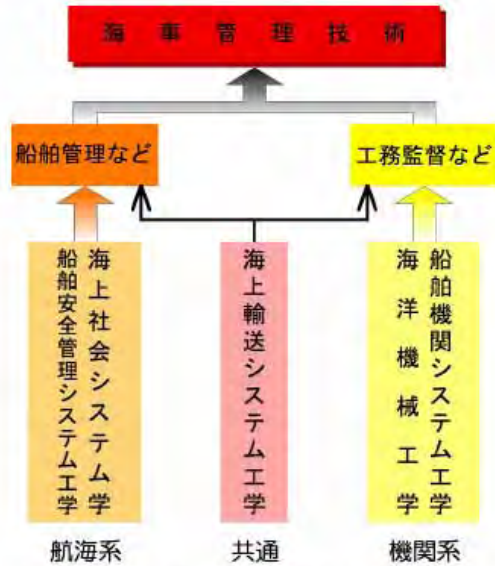 海事管理技術
船舶管理など
工務監督など
海上社会システム学
船舶安全管理システム工学
海上輸送システム工学
船舶機関システム工学
海洋機械工学
航海系
共通
機関系